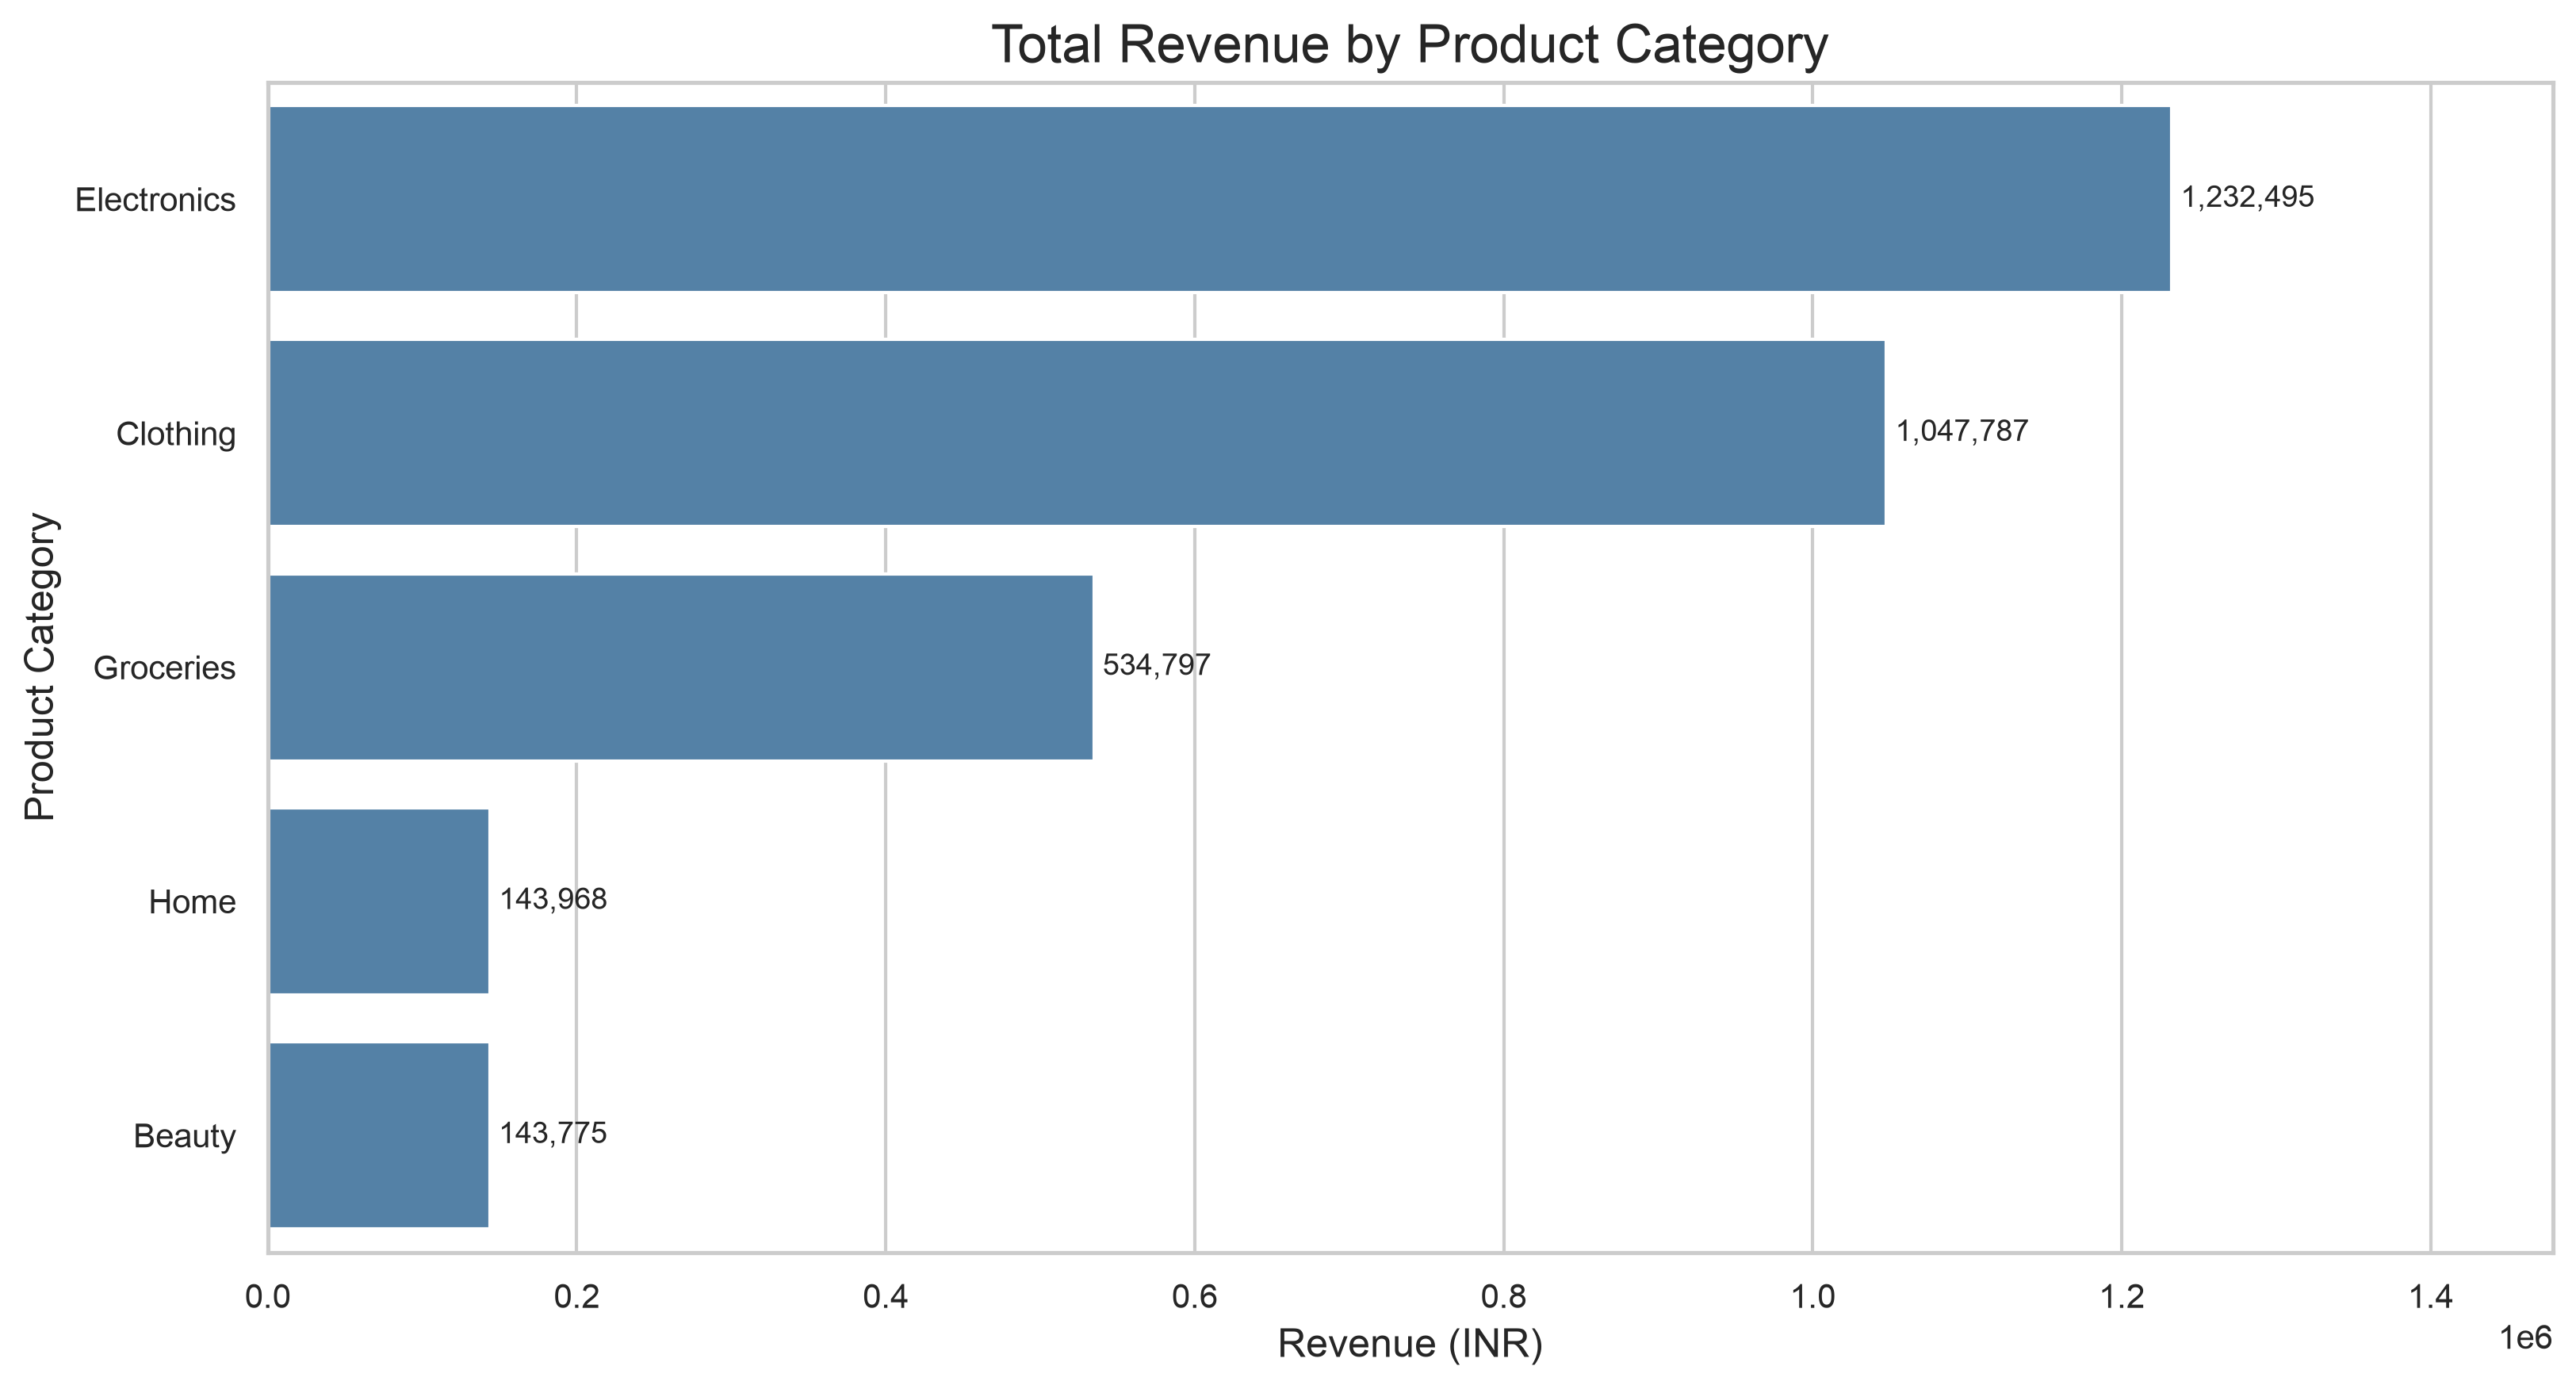 Total Revenue by Product Category
Product Category
Electronics
1,232,495
Clothing
1,047,787
Groceries
534,797
Home
143,968
Beauty
143,775
0.0 0.2 0.4 0.6 0.8 1.0 1.2 1.4
1e6
Revenue (INR)